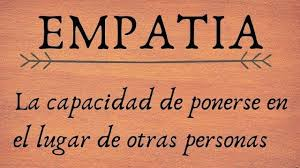 EMPATIA
La capacidad de ponerse en
el lugar de otras personas